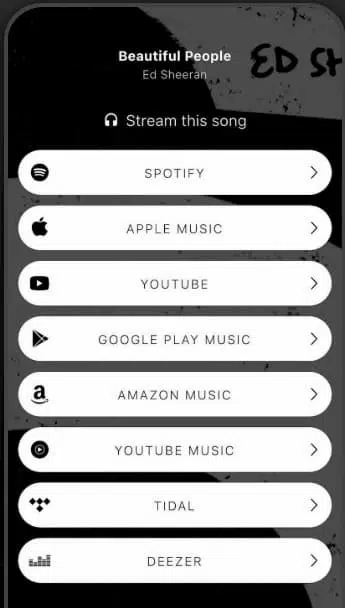 Beautiful People
Ed Sheeran
ED SH
Stream this song
SPOTIFY
APPLE MUSIC
YOUTUBE
GOOGLE PLAY MUSIC
AMAZON MUSIC
YOUTUBE MUSIC
TIDAL
DEEZER